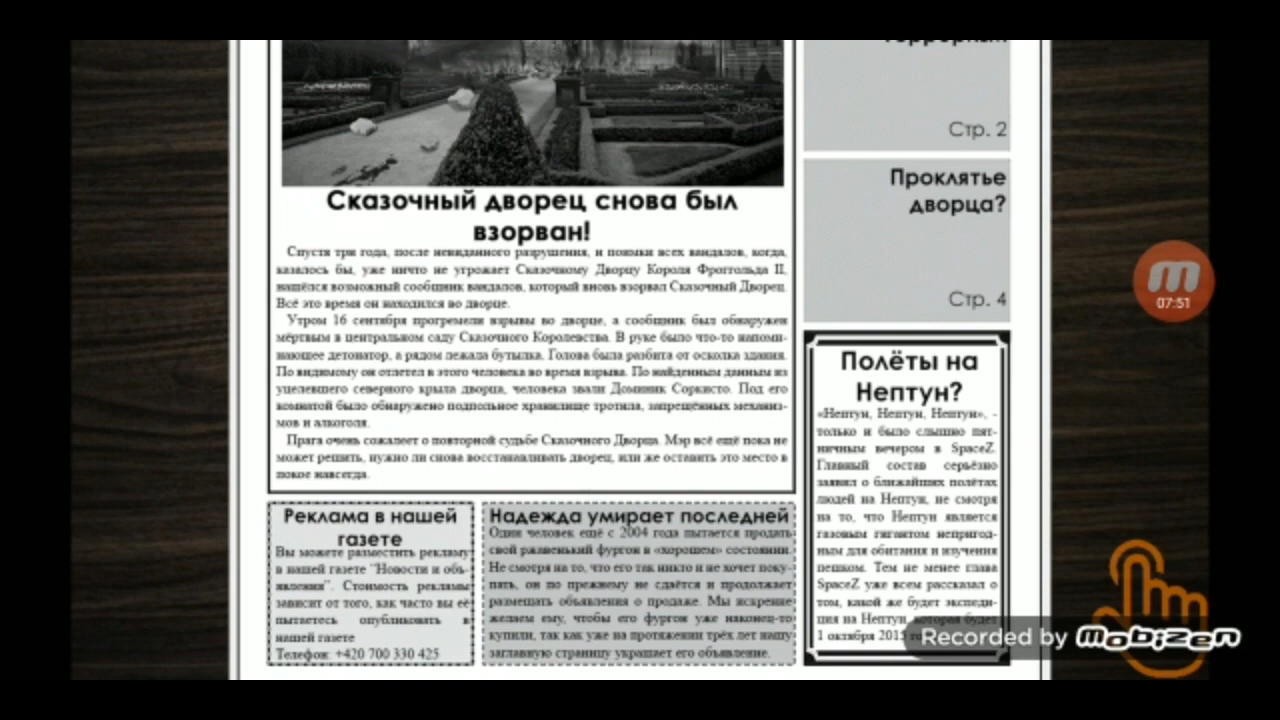 Стр. 2
Проклятье
дворца?
Стр. 4
Сказочный дворец снова был
взорван!
Спустя три года, после невиданного разрушения, и поимки всех вандалов, когда,
казалось бы, уже ничто не угрожает Сказочному Дворцу Короля Фроггольда II,
нашёлся возможный сообщник вандалов, который вновь взорвал Сказочный Дворец.
Всё это время он находился во дворце.
Утром 16 сентября прогремели взрывы во дворце, а сообщник был обнаружен
мёртвым в центральном саду Сказочного Королевства. В руке было что-то напоми-
нающее детонатор, а рядом лежала бутылка. Голова была разбита от осколка здания.
По видимому он отлетел в этого человека во время взрыва. По найденным данным из
уцелевшего северного крыла дворца, человека звали Доминик Соркисто. Под его
комнатой было обнаружено подпольное хранилище тротила, запрещённых механиз-
мов и алкоголя.
Прага очень сожалеет о повторной судьбе Сказочного Дворца. Мэр всё ещё пока не
может решить, нужно ли снова восстанавливать дворец, или же оставить это место в
покое навсегда.
Реклама в нашей
газете
Вы можете разместить рекламу
в нашей газете "Новости и объ-
явления". Стоимость рекламы
зависит от того, как часто вы её
пытаетесь опубликовать в
нашей газете
Телефон: +420 700 330 425
Надежда умирает последней
Один человек ещё с 2004 года пытается продать
свой ржавенький фургон в «хорошем» состоянии.
Не смотря на то, что его так никто и не хочет поку-
пать, он по прежнему не сдаётся и продолжает
размещать объявления о продаже. Мы искренне
желаем ему, чтобы его фургон уже наконец-то
купили, так как уже на протяжении трёх лет нашу
заглавную страницу украшает его объявление.
Полёты на
Нептун?
«Нептун, Нептун, Нептун», -
только и было слышно пят-
ничным вечером в SpaceZ.
Главный состав серьёзно
заявил о ближайших полётах
людей на Нептун, не смотря
на то, что Нептун является
газовым гигантом непригод-
ным для обитания и изучения
пешком. Тем не менее глава
SpaceZ уже всем рассказал о
том, какой же будет экспеди-
ция на Нептун, которая будет
1 октября 2015
07:51
Recorded by mobizen